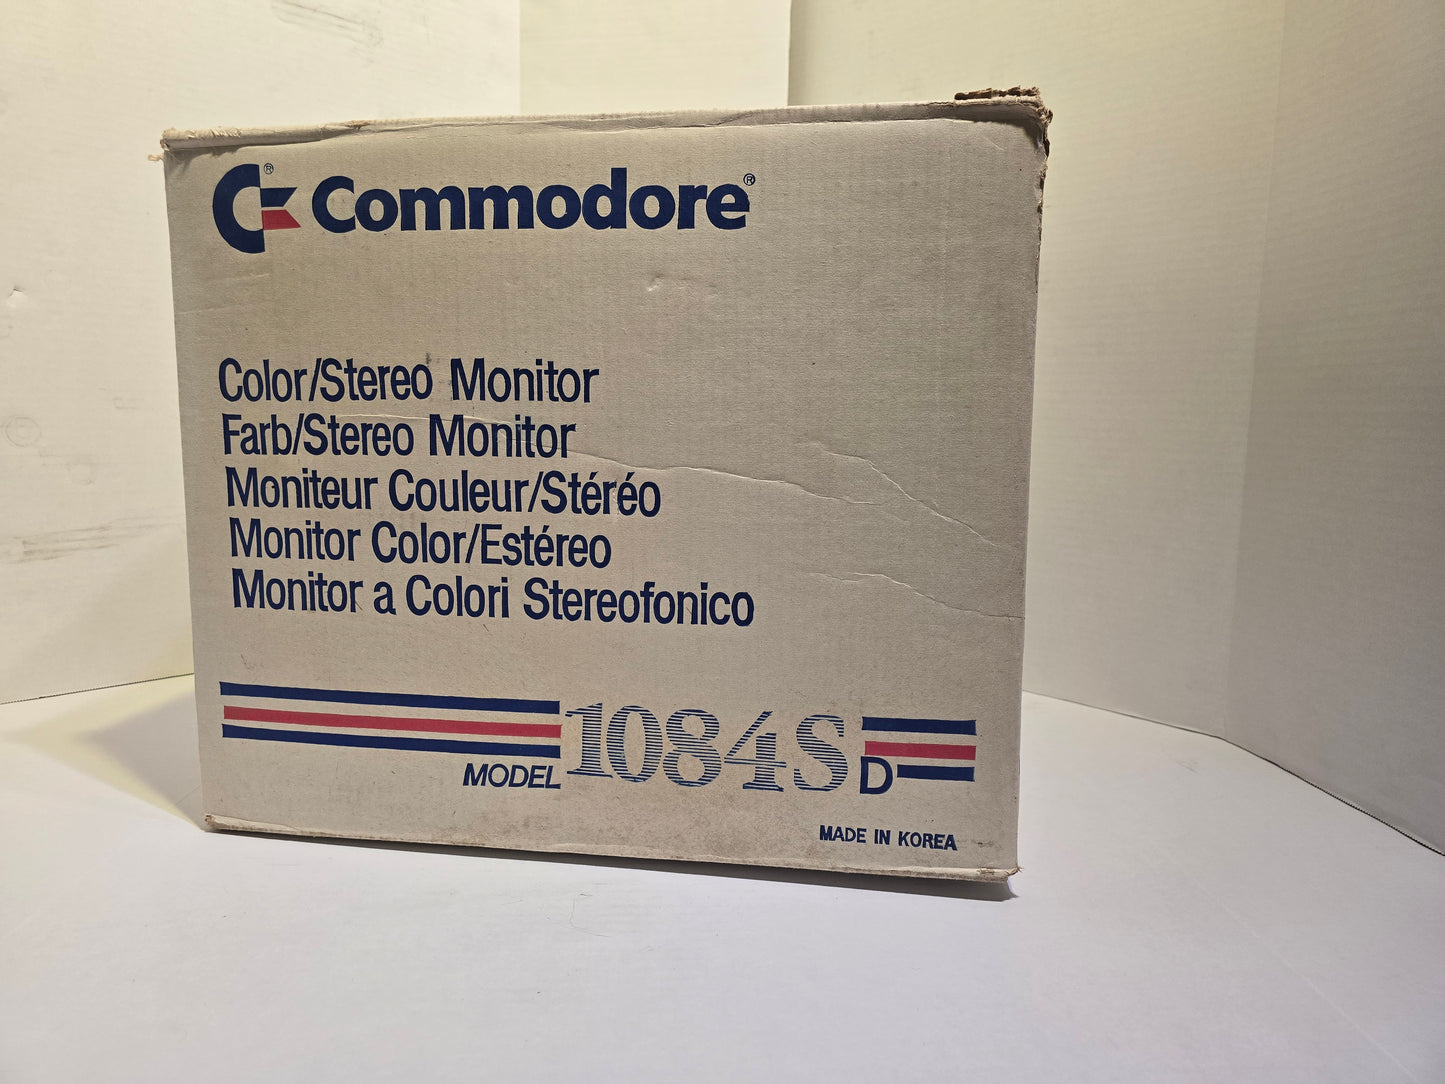 Commodore®
Color/Stereo Monitor
Farb/Stereo Monitor
Moniteur Couleur/Stéréo
Monitor Color/Estéreo
Monitor a Colori Stereofonico
MODEL 1084S D
MADE IN KOREA